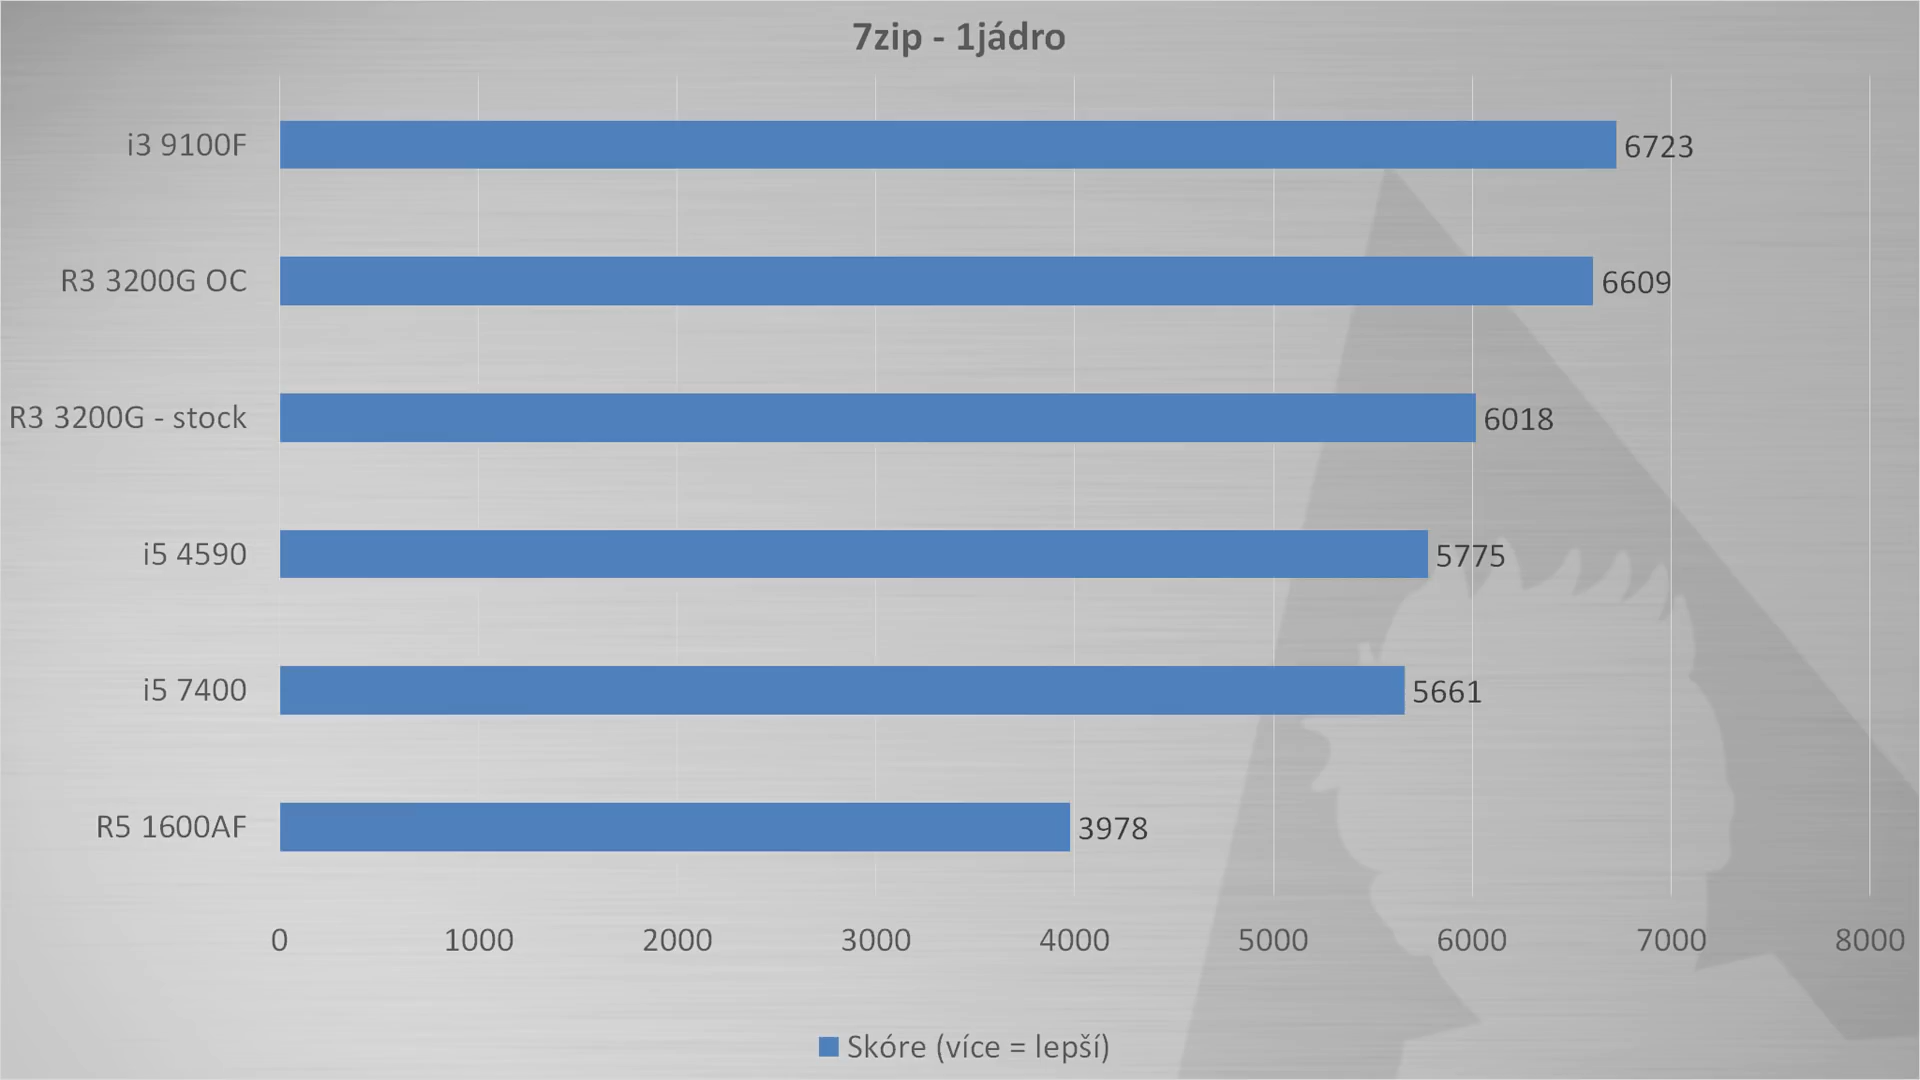 7zip - 1jádro
i3 9100F 6723
R3 3200G OC 6609
R3 3200G - stock 6018
i5 4590 5775
i5 7400 5661
R5 1600AF 3978
0 1000 2000 3000 4000 5000 6000 7000 8000
Skóre (více = lepší)